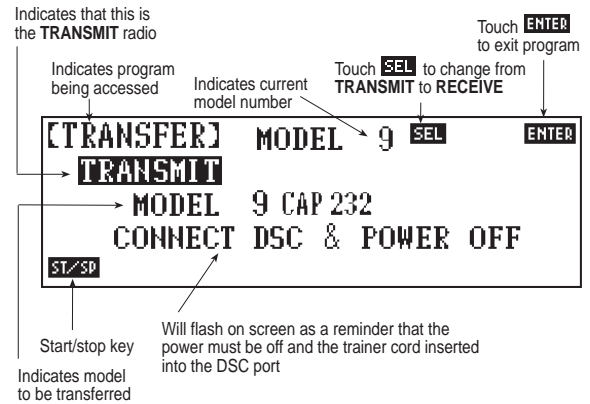 Indicates that this is
the TRANSMIT radio
Touch ENTER
to exit program
Indicates program
being accessed
Indicates current
model number
Touch SEL to change from
TRANSMIT to RECEIVE
[TRANSFER] MODEL 9 SEL ENTER
TRANSMIT
MODEL 9 CAP 232
CONNECT DSC & POWER OFF
ST/SP
Start/stop key
Will flash on screen as a reminder that the
power must be off and the trainer cord inserted
into the DSC port
Indicates model
to be transferred